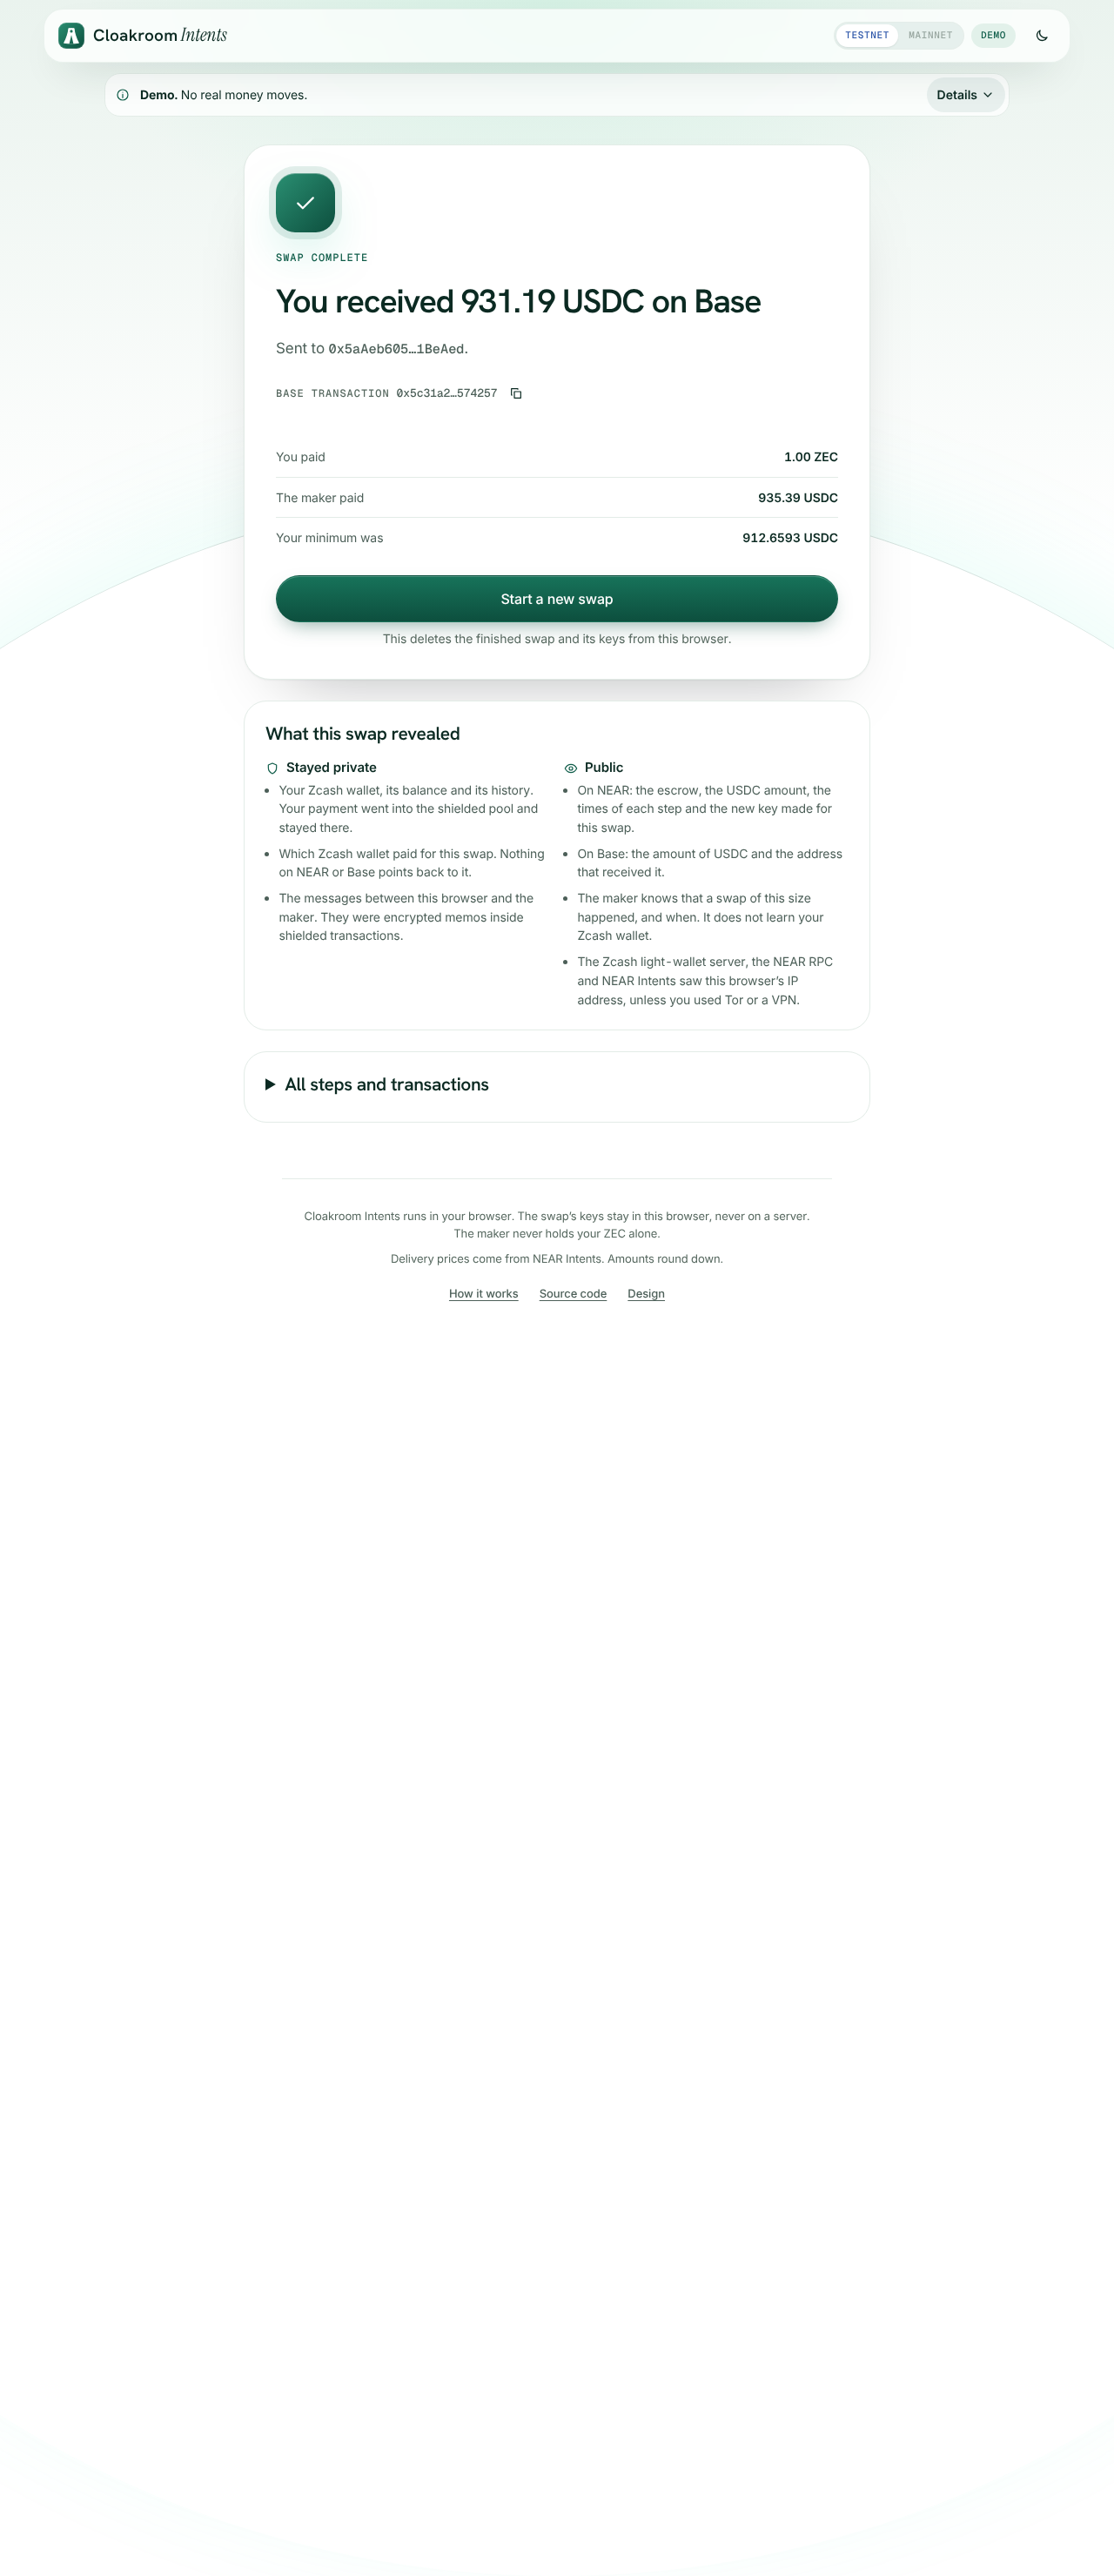 Cloakroom Intents
TESTNET MAINNET DEMO
Demo. No real money moves.
Details
SWAP COMPLETE
You received 931.19 USDC on Base
Sent to 0x5aAeb605…1BeAed.
BASE TRANSACTION 0x5c31a2…574257
You paid 1.00 ZEC
The maker paid 935.39 USDC
Your minimum was 912.6593 USDC
Start a new swap
This deletes the finished swap and its keys from this browser.
What this swap revealed
Stayed private
Your Zcash wallet, its balance and its history.
Your payment went into the shielded pool and
stayed there.
Which Zcash wallet paid for this swap. Nothing
on NEAR or Base points back to it.
The messages between this browser and the
maker. They were encrypted memos inside
shielded transactions.
Public
On NEAR: the escrow, the USDC amount, the
times of each step and the new key made for
this swap.
On Base: the amount of USDC and the address
that received it.
The maker knows that a swap of this size
happened, and when. It does not learn your
Zcash wallet.
The Zcash light-wallet server, the NEAR RPC
and NEAR Intents saw this browser’s IP
address, unless you used Tor or a VPN.
All steps and transactions
Cloakroom Intents runs in your browser. The swap’s keys stay in this browser, never on a server.
The maker never holds your ZEC alone.
Delivery prices come from NEAR Intents. Amounts round down.
How it works Source code Design